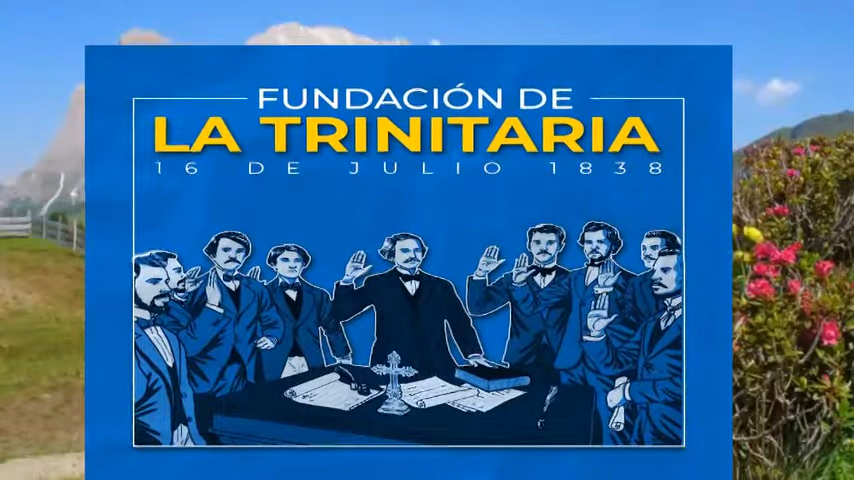 FUNDACIÓN DE
LA TRINITARIA
16 DE JULIO 1838